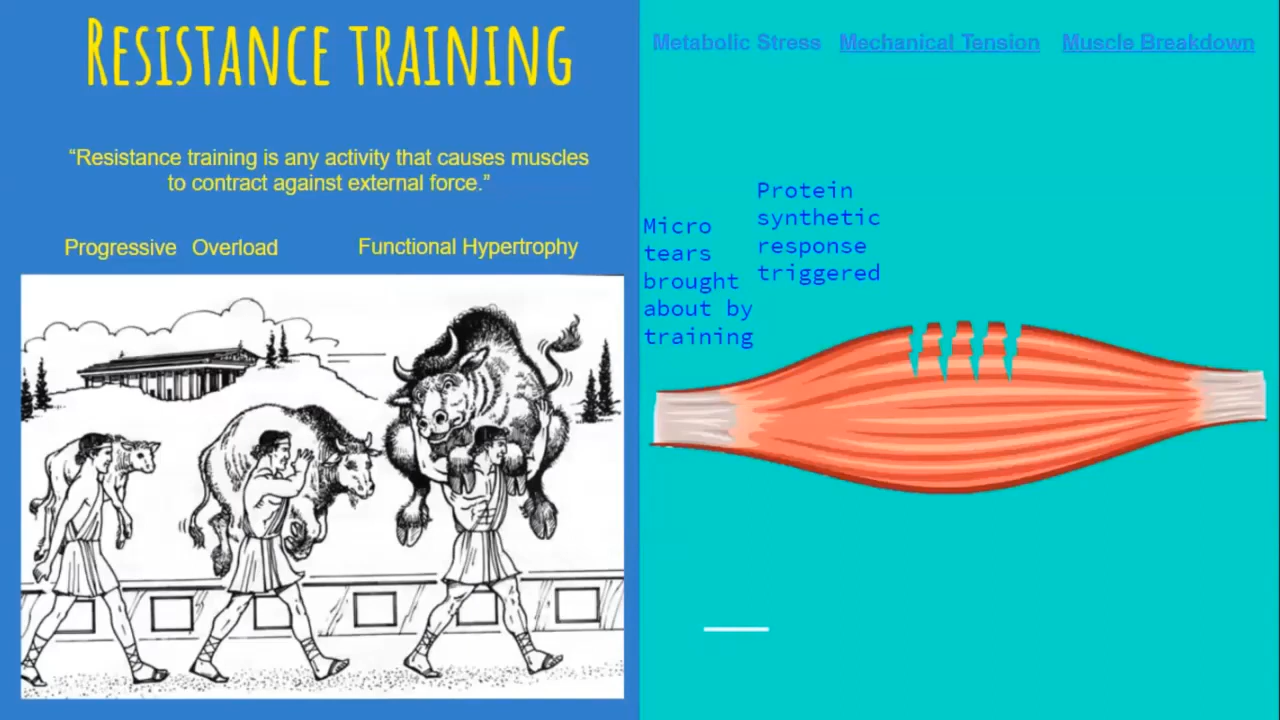 RESISTANCE TRAINING
“Resistance training is any activity that causes muscles
to contract against external force.”
Progressive Overload
Functional Hypertrophy
Metabolic Stress Mechanical Tension Muscle Breakdown
Micro
tears
brought
about by
training
Protein
synthetic
response
triggered